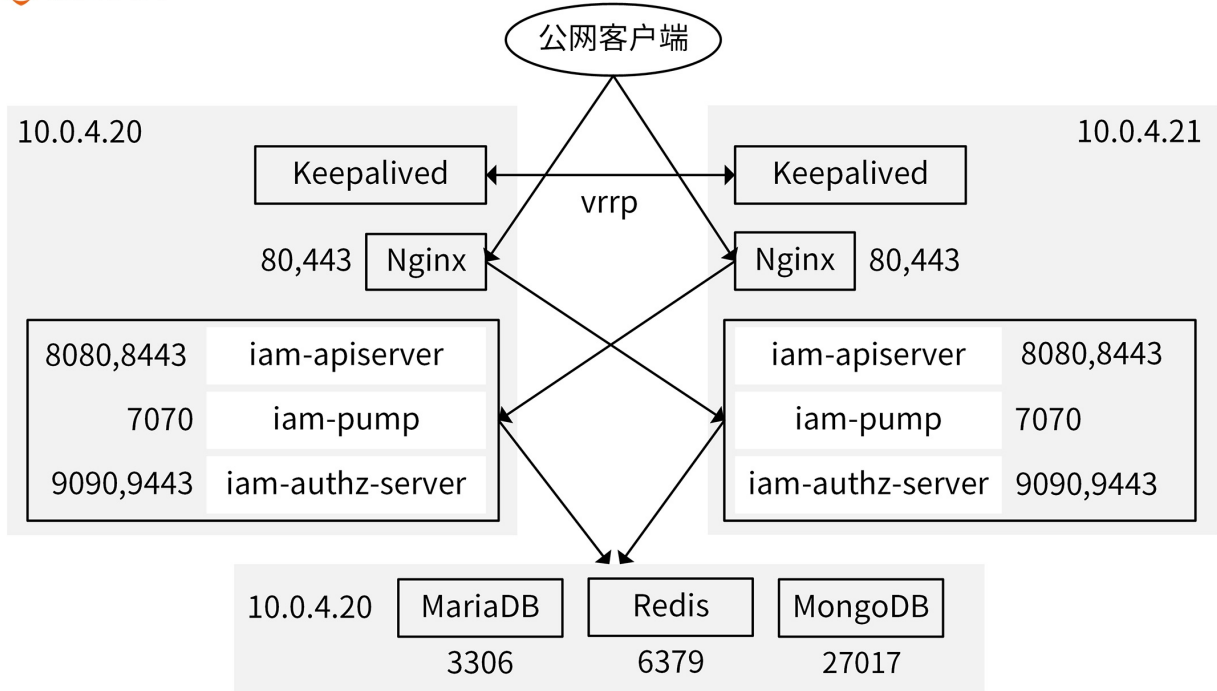 公网客户端
10.0.4.20
10.0.4.21
Keepalived
Keepalived
vrrp
80,443 Nginx
Nginx 80,443
8080,8443 iam-apiserver
7070 iam-pump
9090,9443 iam-authz-server
iam-apiserver 8080,8443
iam-pump 7070
iam-authz-server 9090,9443
10.0.4.20 MariaDB Redis MongoDB
3306 6379 27017